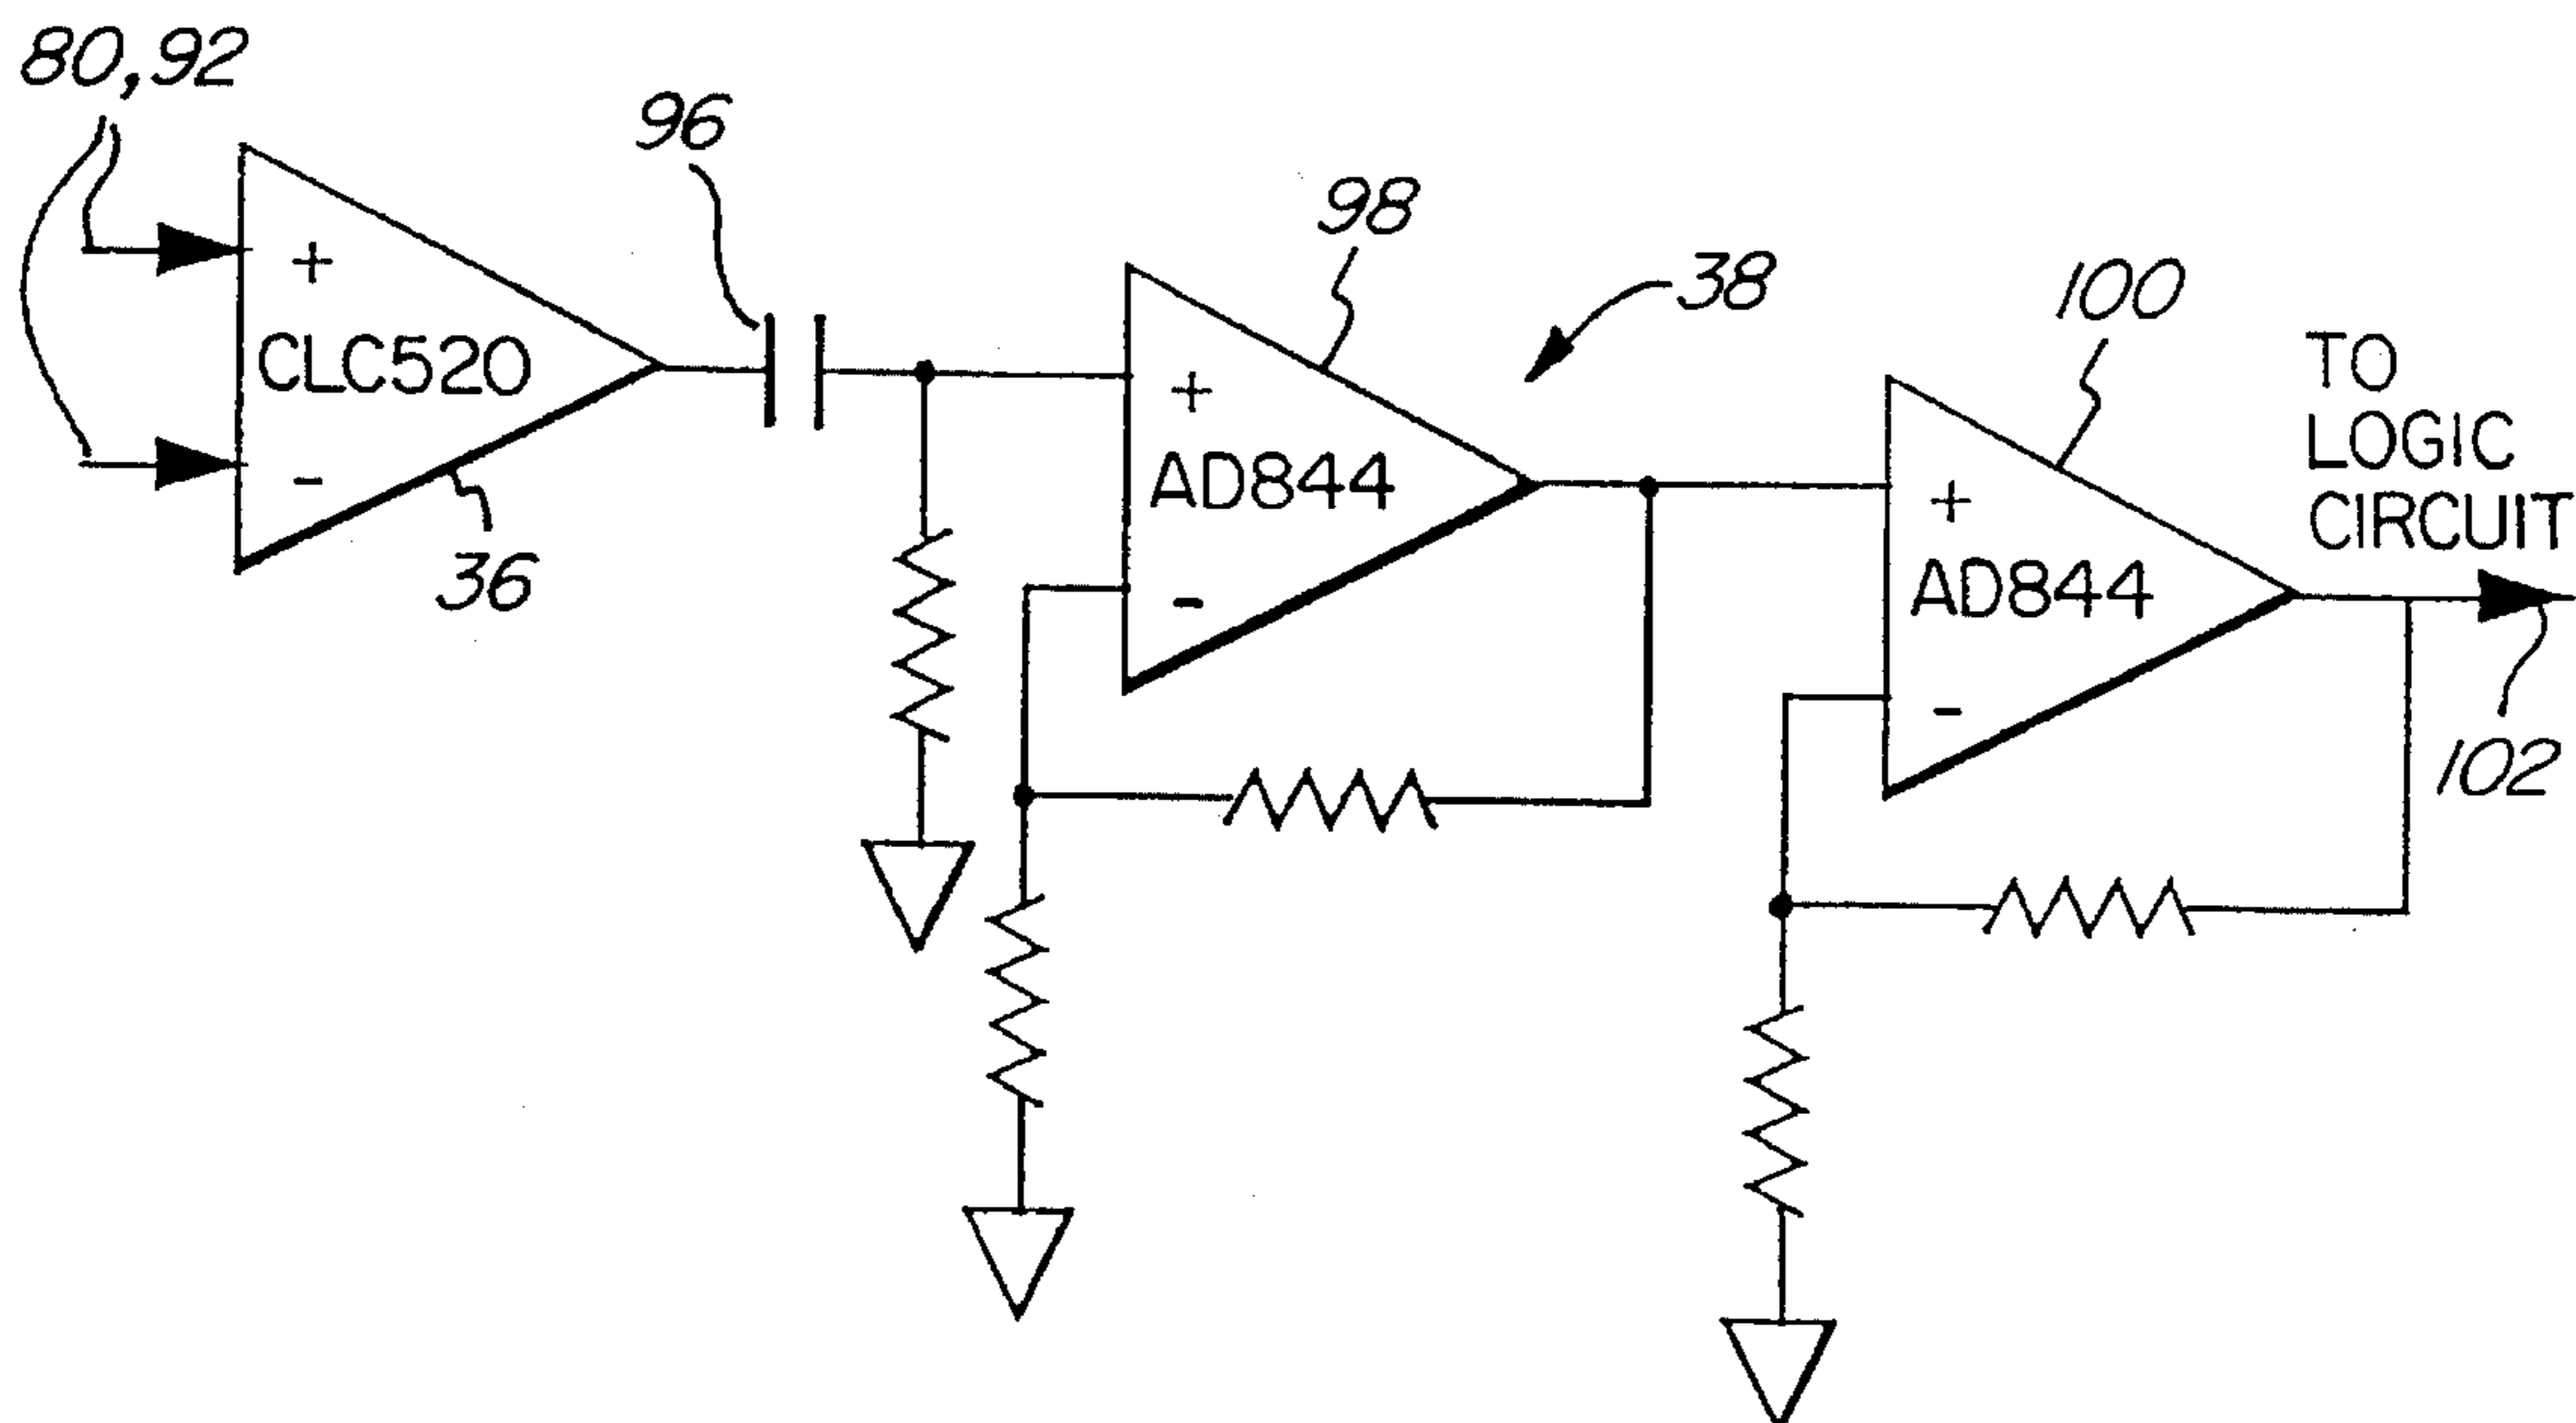 80,92
96
98
38
100
TO
LOGIC
CIRCUIT
+
CLC520
-
36
+
AD844
-
+
AD844
-
102